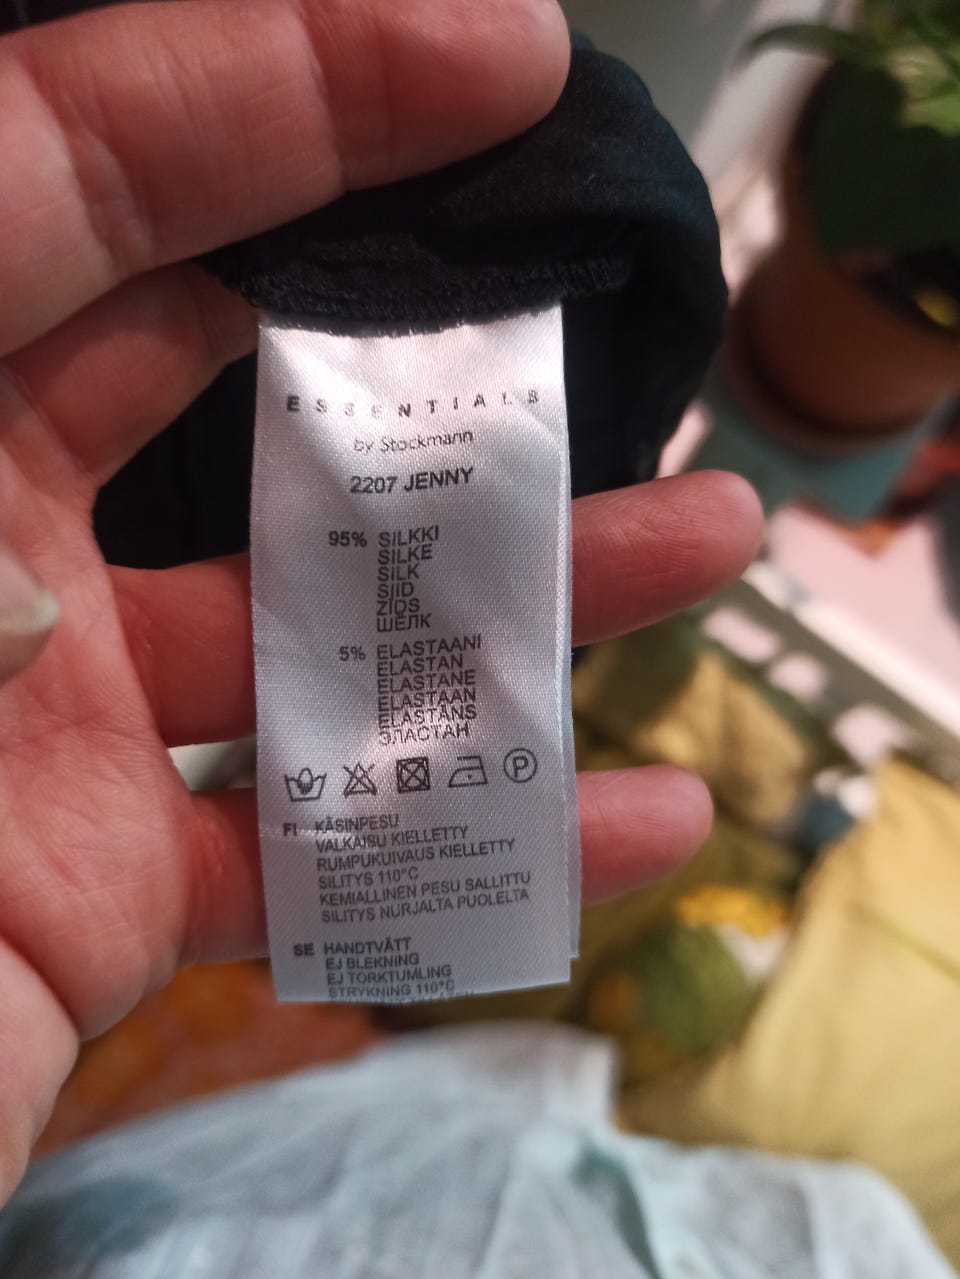 ESSENTIALS
by Stockmann
2207 JENNY
95% SILKKI
SILKE
SILK
SIID
ZĪDS
ШЁЛК
5% ELASTAANI
ELASTAN
ELASTANE
ELASTAAN
ELASTĀNS
ЭЛАСТАН
P
FI KÄSINPESU
VALKAISU KIELLETTY
RUMPUKUIVAUS KIELLETTY
SILITYS 110°C
KEMIALLINEN PESU SALLITTU
SILITYS NURJALTA PUOLELTA
SE HANDTVÄTT
EJ BLEKNING
EJ TORKTUMLING
STRYKNING 110°C